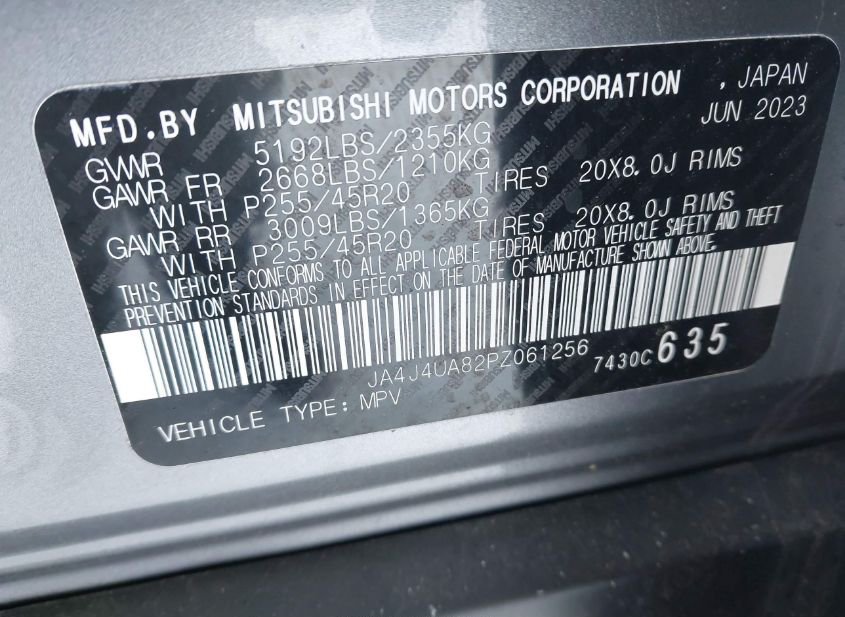 MFD.BY MITSUBISHI MOTORS CORPORATION , JAPAN
JUN 2023
GVWR 5192LBS/2355KG
GAWR FR 2668LBS/1210KG
WITH P255/45R20 TIRES 20X8.0J RIMS
GAWR RR 3009LBS/1365KG
WITH P255/45R20 TIRES 20X8.0J RIMS
THIS VEHICLE CONFORMS TO ALL APPLICABLE FEDERAL MOTOR VEHICLE SAFETY AND THEFT
PREVENTION STANDARDS IN EFFECT ON THE DATE OF MANUFACTURE SHOWN ABOVE.
JA4J4UA82PZ061256 7430C635
VEHICLE TYPE: MPV